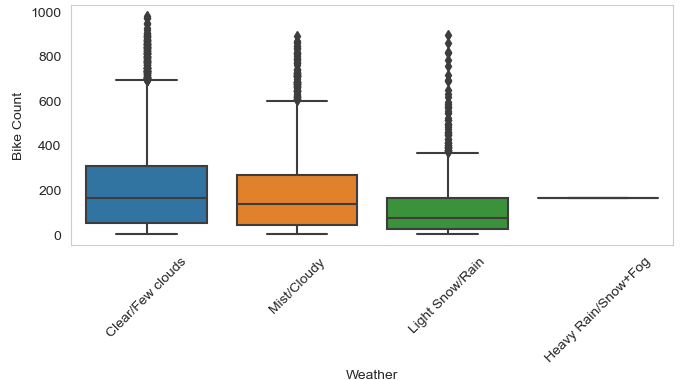 1000
800
600
400
200
0
Bike Count
Clear/Few clouds
Mist/Cloudy
Light Snow/Rain
Heavy Rain/Snow+Fog
Weather